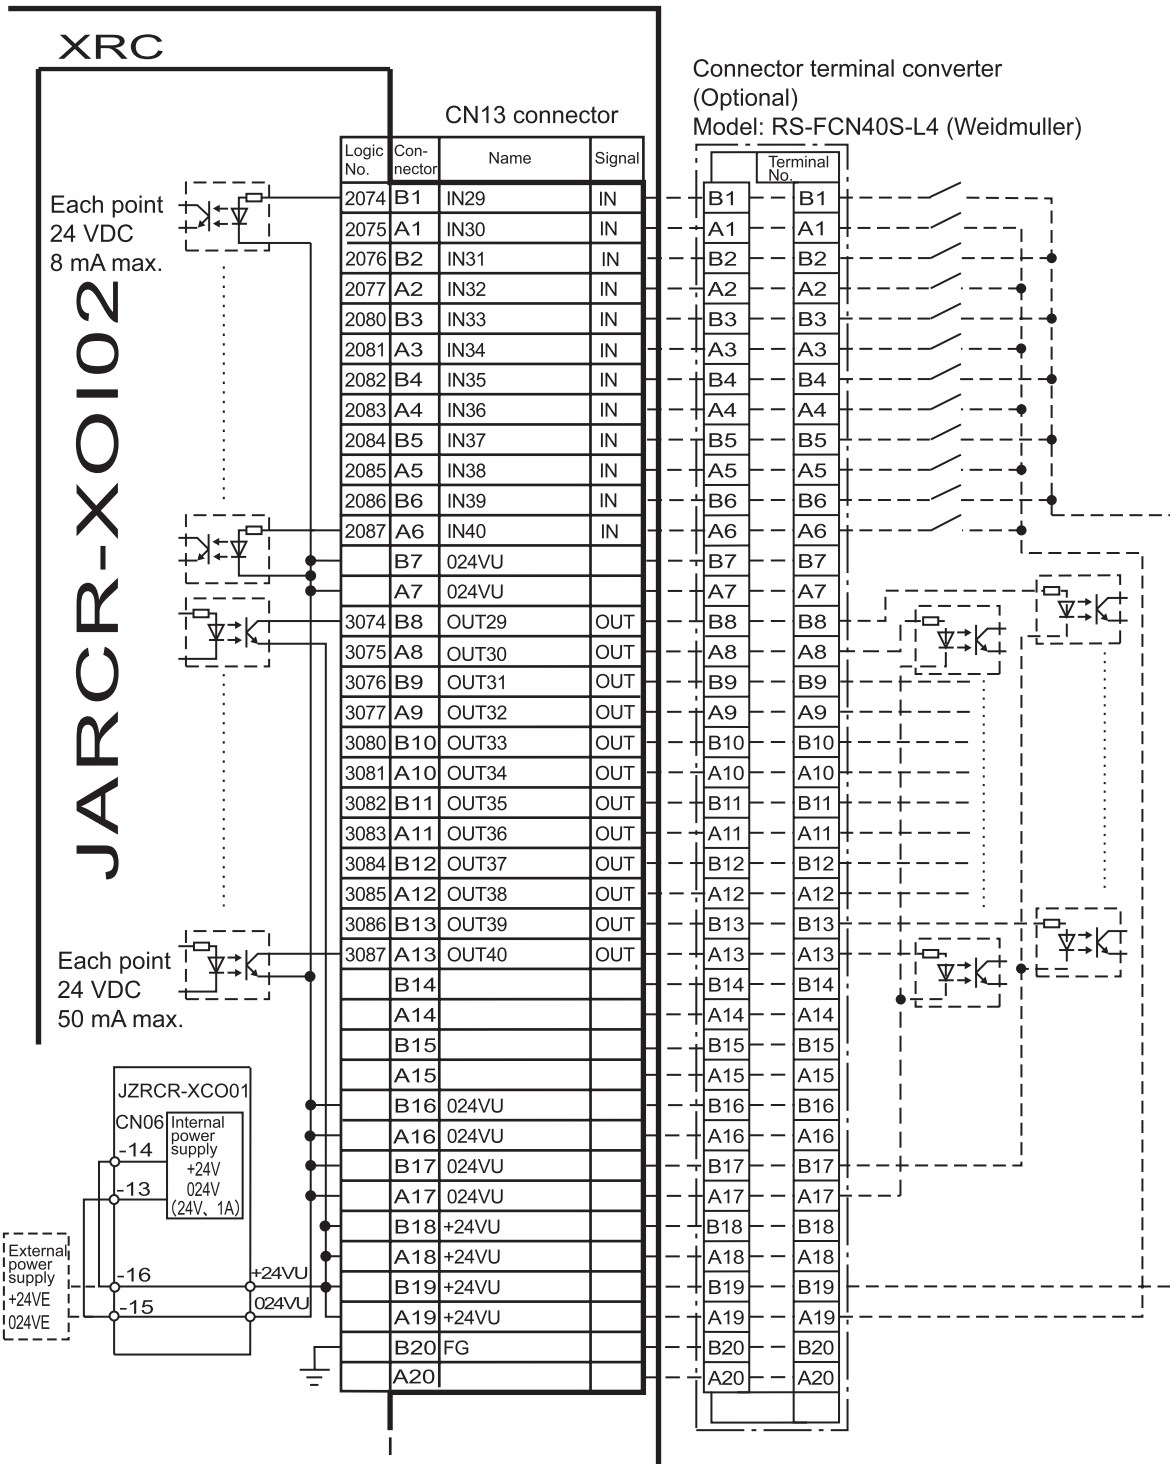 XRC
Connector terminal converter
(Optional)
Model: RS-FCN40S-L4 (Weidmuller)
CN13 connector
Logic No. Con-nector Name Signal
Terminal No.
Each point
24 VDC
8 mA max.
JARCR-XOI02
2074 B1 IN29 IN B1 B1
2075 A1 IN30 IN A1 A1
2076 B2 IN31 IN B2 B2
2077 A2 IN32 IN A2 A2
2080 B3 IN33 IN B3 B3
2081 A3 IN34 IN A3 A3
2082 B4 IN35 IN B4 B4
2083 A4 IN36 IN A4 A4
2084 B5 IN37 IN B5 B5
2085 A5 IN38 IN A5 A5
2086 B6 IN39 IN B6 B6
2087 A6 IN40 IN A6 A6
B7 024VU B7 B7
A7 024VU A7 A7
3074 B8 OUT29 OUT B8 B8
3075 A8 OUT30 OUT A8 A8
3076 B9 OUT31 OUT B9 B9
3077 A9 OUT32 OUT A9 A9
3080 B10 OUT33 OUT B10 B10
3081 A10 OUT34 OUT A10 A10
3082 B11 OUT35 OUT B11 B11
3083 A11 OUT36 OUT A11 A11
3084 B12 OUT37 OUT B12 B12
3085 A12 OUT38 OUT A12 A12
3086 B13 OUT39 OUT B13 B13
3087 A13 OUT40 OUT A13 A13
B14 B14 B14
A14 A14 A14
B15 B15 B15
A15 A15 A15
B16 024VU B16 B16
A16 024VU A16 A16
B17 024VU B17 B17
A17 024VU A17 A17
B18 +24VU B18 B18
A18 +24VU A18 A18
B19 +24VU B19 B19
A19 +24VU A19 A19
B20 FG B20 B20
A20 A20 A20
Each point
24 VDC
50 mA max.
JZRCR-XCO01
CN06
Internal
power
supply
+24V
024V
(24V、1A)
-14
-13
-16
-15
+24VU
024VU
External
power
supply
+24VE
024VE